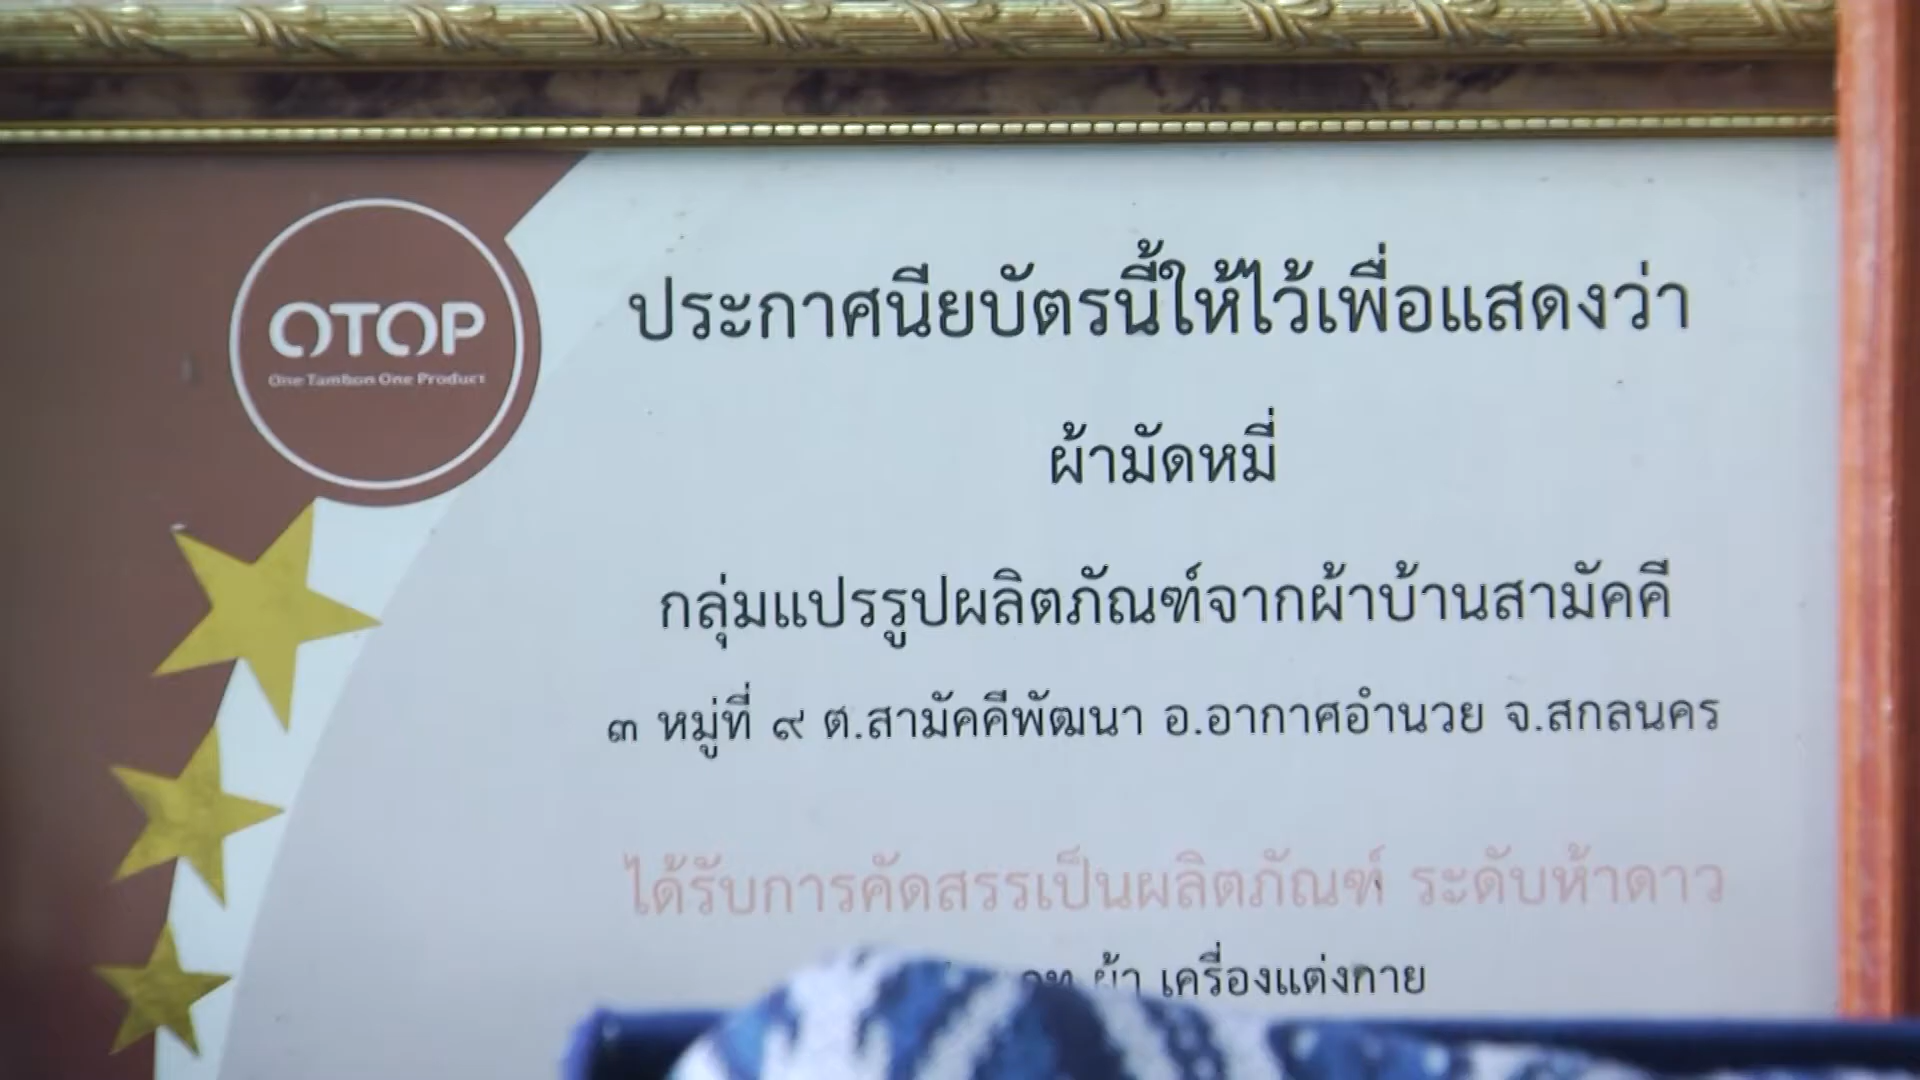 OTOP
One Tambon One Product
ประกาศนียบัตรนี้ให้ไว้เพื่อแสดงว่า
ผ้ามัดหมี่
กลุ่มแปรรูปผลิตภัณฑ์จากผ้าบ้านสามัคคี
๓ หมู่ที่ ๙ ต.สามัคคีพัฒนา อ.อากาศอำนวย จ.สกลนคร
ได้รับการคัดสรรเป็นผลิตภัณฑ์ ระดับห้าดาว
ผ้า เครื่องแต่งกาย